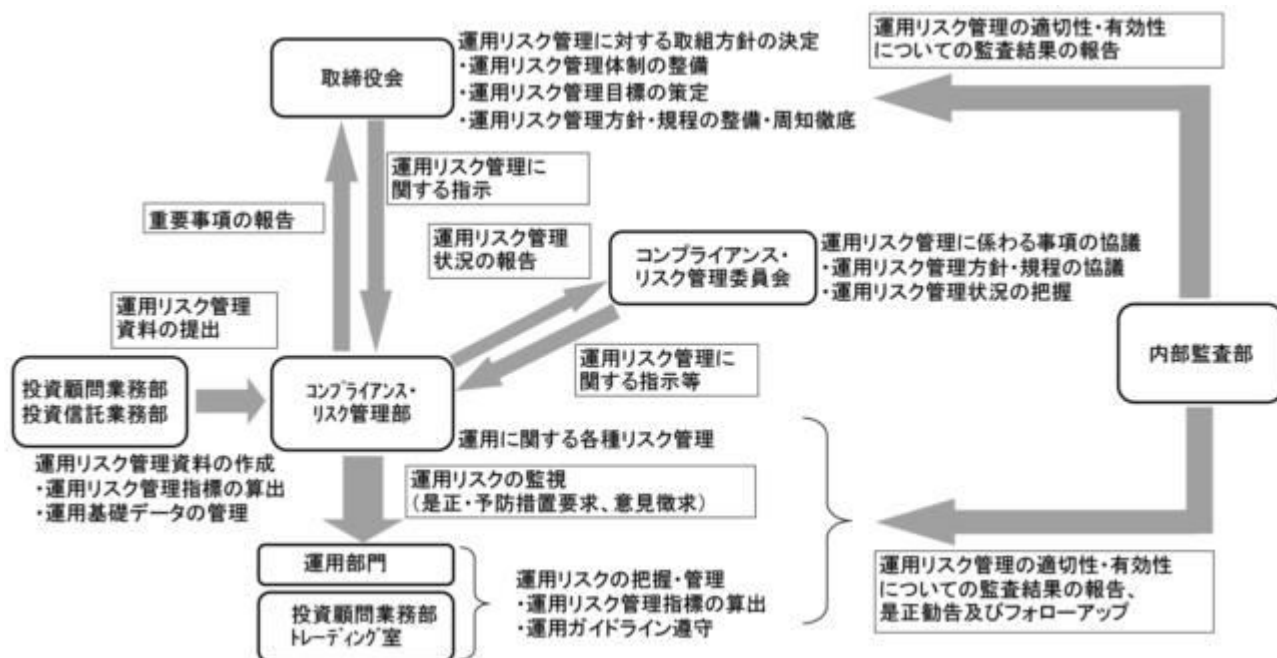 取締役会
運用リスク管理に対する取組方針の決定
・運用リスク管理体制の整備
・運用リスク管理目標の策定
・運用リスク管理方針・規程の整備・周知徹底
運用リスク管理の適切性・有効性
についての監査結果の報告
運用リスク管理に
関する指示
重要事項の報告
運用リスク管理
状況の報告
コンプライアンス・
リスク管理委員会
運用リスク管理に係わる事項の協議
・運用リスク管理方針・規程の協議
・運用リスク管理状況の把握
運用リスク管理
資料の提出
内部監査部
運用リスク管理に
関する指示等
投資顧問業務部
投資信託業務部
コンプライアンス・
リスク管理部
運用に関する各種リスク管理
運用リスク管理資料の作成
・運用リスク管理指標の算出
・運用基礎データの管理
運用リスクの監視
(是正・予防措置要求、意見徴求)
運用部門
投資顧問業務部
トレーディング室
運用リスクの把握・管理
・運用リスク管理指標の算出
・運用ガイドライン遵守
運用リスク管理の適切性・有効性
についての監査結果の報告、
是正勧告及びフォローアップ